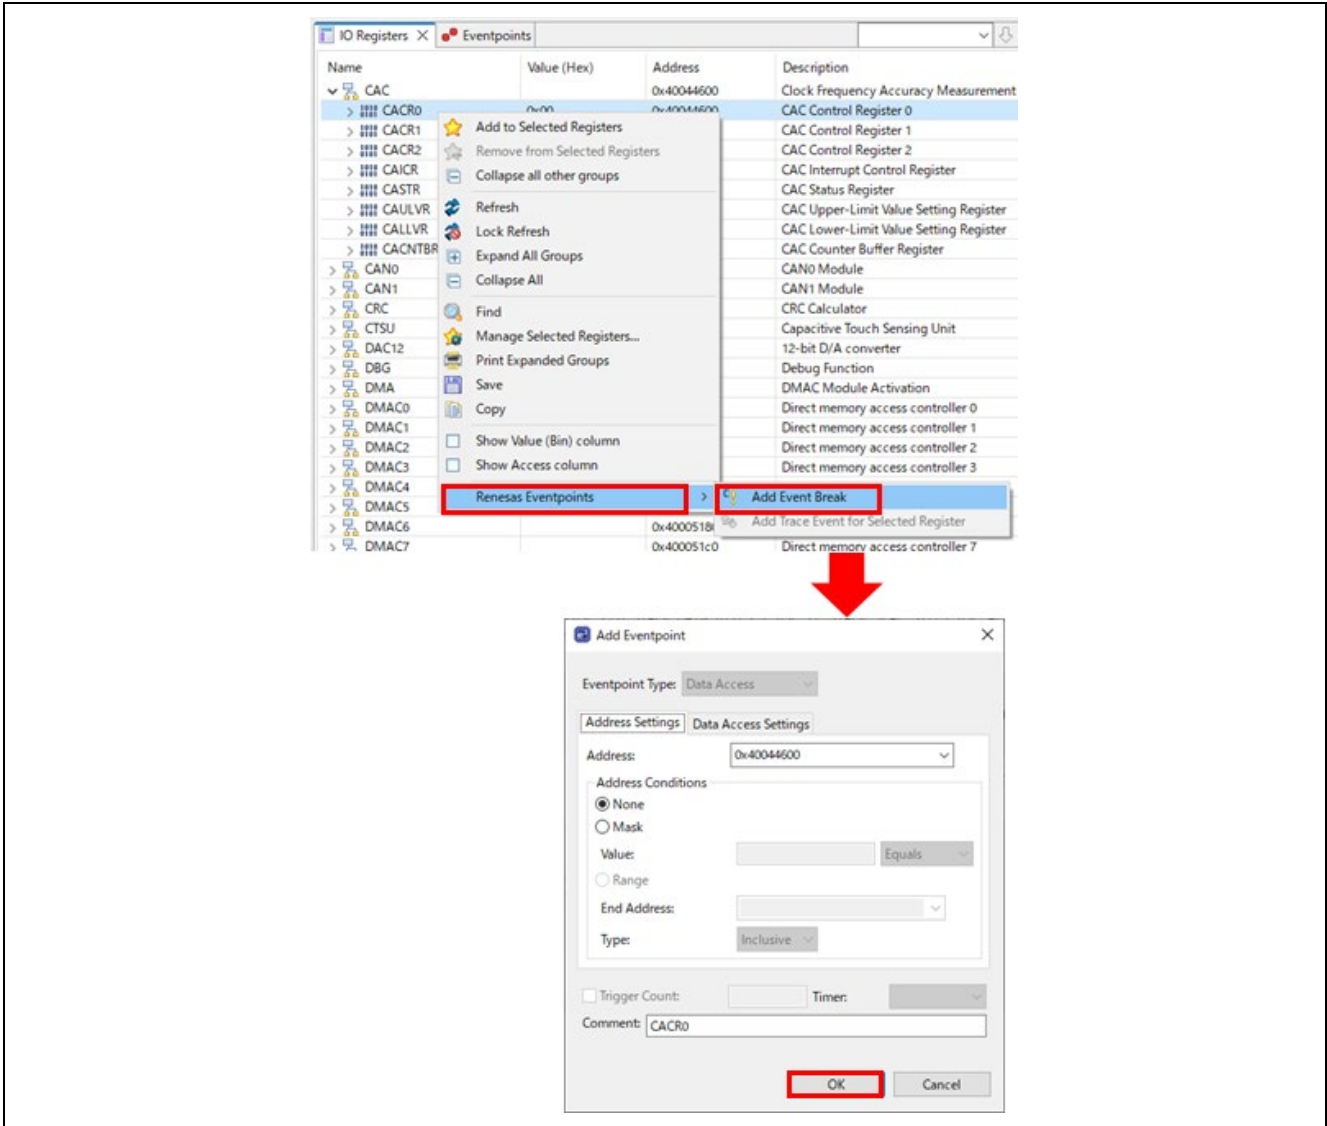 IO Registers Eventpoints
Name Value (Hex) Address Description
CAC 0x40044600 Clock Frequency Accuracy Measurement
CACR0 0x00 0x40044600 CAC Control Register 0
CACR1 Add to Selected Registers CAC Control Register 1
CACR2 Remove from Selected Registers CAC Control Register 2
CAICR Collapse all other groups CAC Interrupt Control Register
CASTR CAC Status Register
CAULVR Refresh CAC Upper-Limit Value Setting Register
CALLVR Lock Refresh CAC Lower-Limit Value Setting Register
CACNTBR Expand All Groups CAC Counter Buffer Register
CAN0 CAN0 Module
CAN1 Collapse All CAN1 Module
CRC Find CRC Calculator
CTSU Manage Selected Registers... Capacitive Touch Sensing Unit
DAC12 12-bit D/A converter
DBG Print Expanded Groups Debug Function
DMA Save DMAC Module Activation
DMAC0 Copy Direct memory access controller 0
DMAC1 Direct memory access controller 1
DMAC2 Show Value (Bin) column Direct memory access controller 2
DMAC3 Show Access column Direct memory access controller 3
DMAC4 Renesas Eventpoints Add Event Break
DMAC5
DMAC6 0x4000518 Add Trace Event for Selected Register
DMAC7 0x400051c0 Direct memory access controller 7
Add Eventpoint
Eventpoint Type: Data Access
Address Settings Data Access Settings
Address: 0x40044600
Address Conditions
None
Mask
Value: Equals
Range
End Address:
Type: Inclusive
Trigger Count: Timer:
Comment: CACR0
OK Cancel